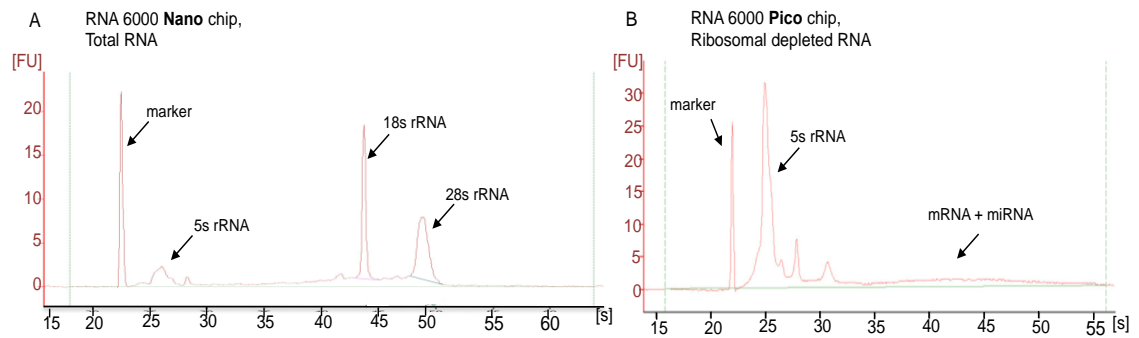 A
RNA 6000 Nano chip,
Total RNA
[FU]
20
15
10
5
0
marker
5s rRNA
18s rRNA
28s rRNA
15 20 25 30 35 40 45 50 55 60 [s]
B
RNA 6000 Pico chip,
Ribosomal depleted RNA
[FU]
30
25
20
15
10
5
0
marker
5s rRNA
mRNA + miRNA
15 20 25 30 35 40 45 50 55 [s]